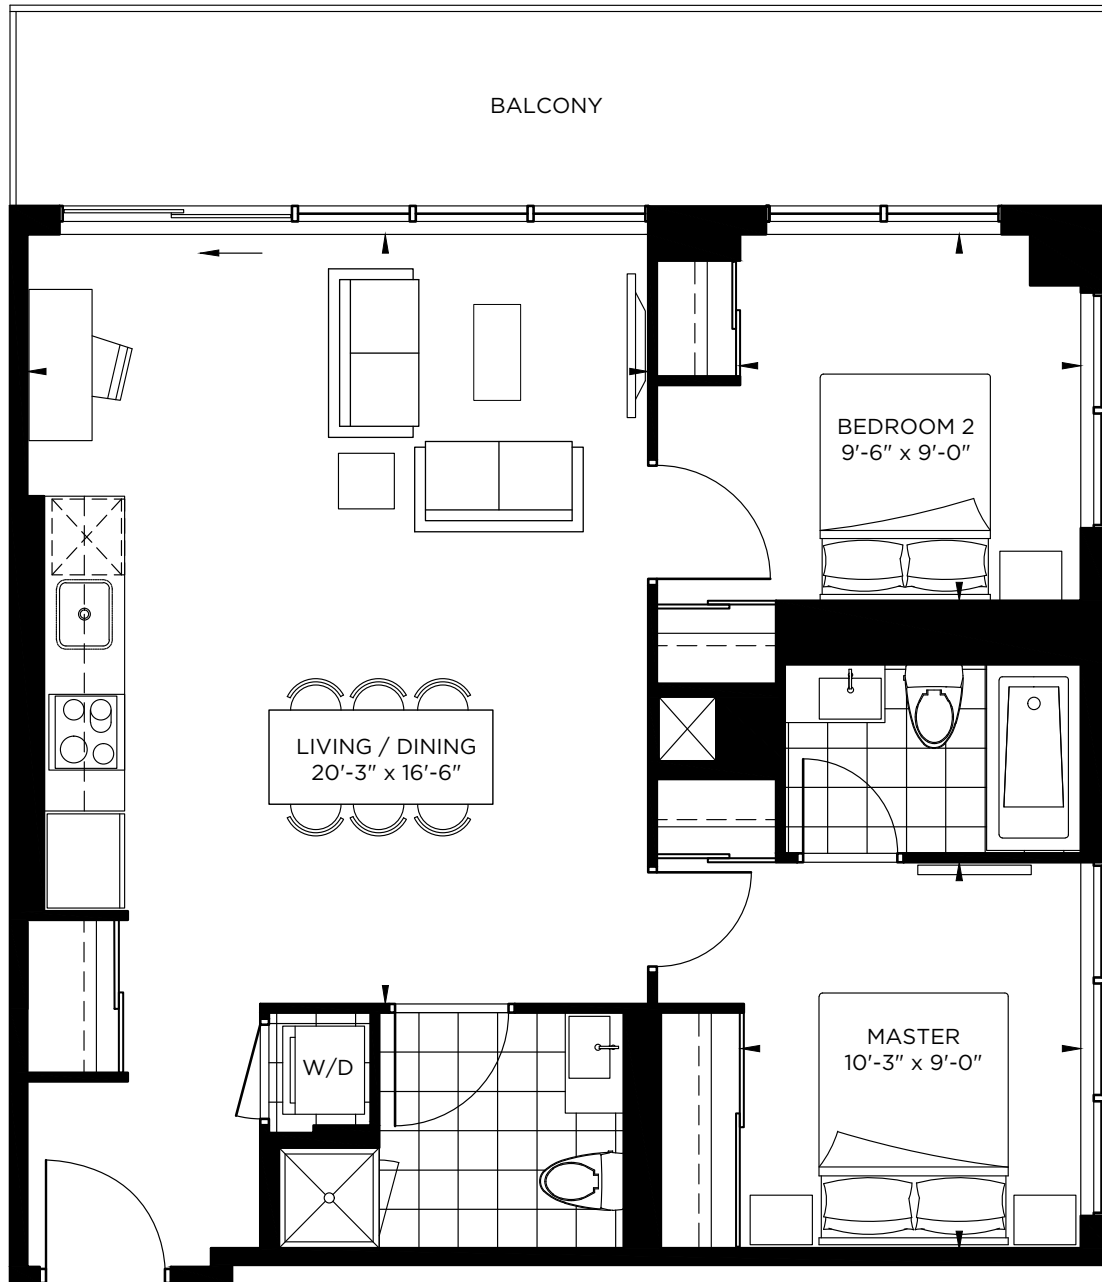 BALCONY
BEDROOM 2
9'-6" x 9'-0"
LIVING / DINING
20'-3" x 16'-6"
MASTER
10'-3" x 9'-0"
W/D